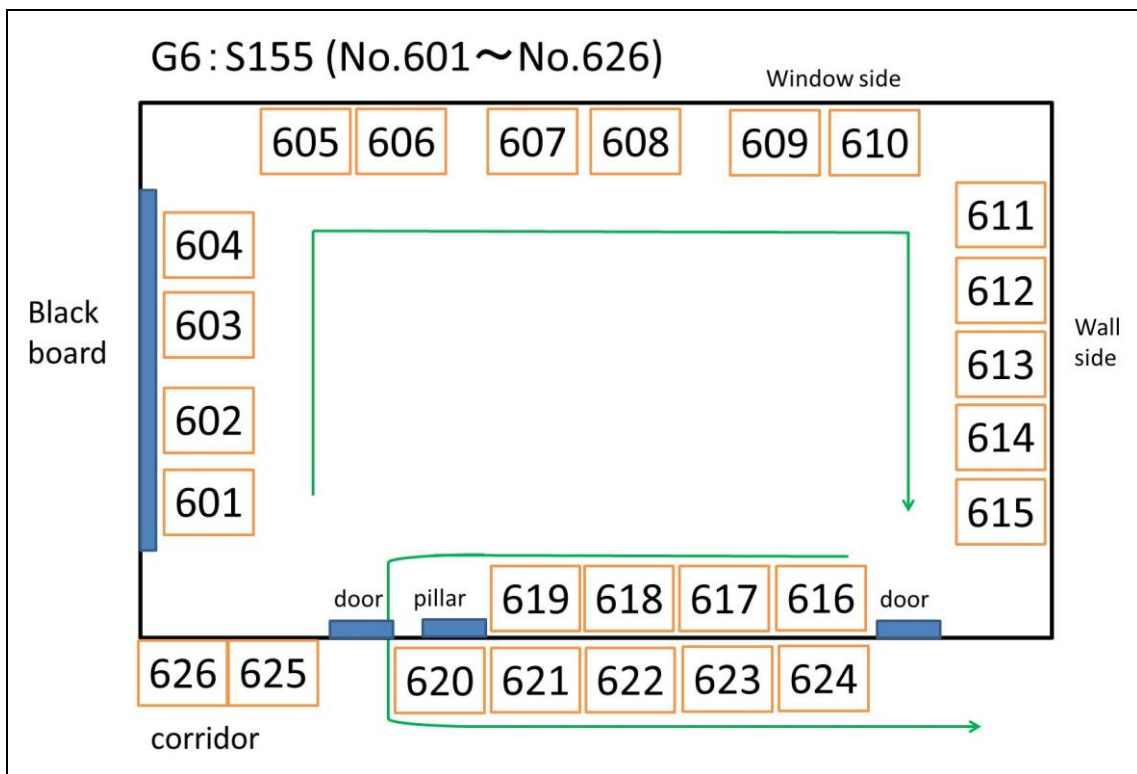 G6:S155 (No.601～No.626)
Window side
605 606 607 608 609 610
604
603
602
601
Black
board
611
612
613
614
615
Wall
side
door pillar 619 618 617 616 door
626 625 620 621 622 623 624
corridor